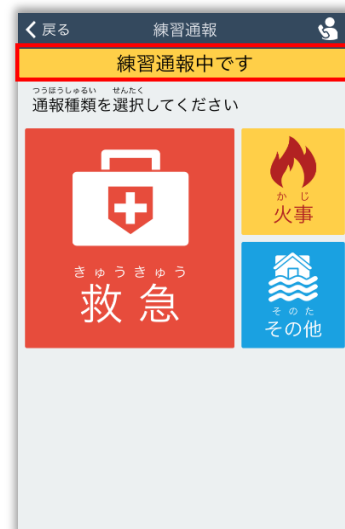 戻る 練習通報
練習通報中です
つうほうしゅるい せんたく
通報種類を選択してください
きゅうきゅう
救急
かじ
火事
そのた
その他